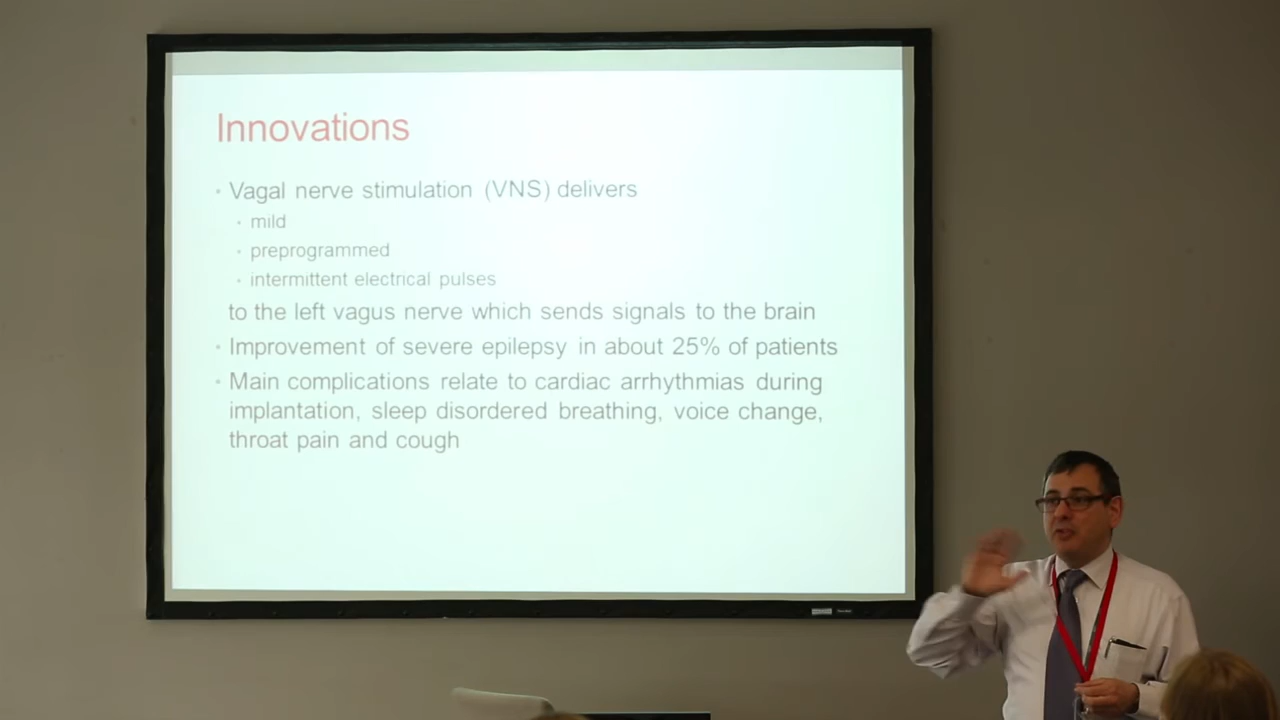 Innovations
• Vagal nerve stimulation (VNS) delivers
• mild
• preprogrammed
• intermittent electrical pulses
to the left vagus nerve which sends signals to the brain
• Improvement of severe epilepsy in about 25% of patients
• Main complications relate to cardiac arrhythmias during
implantation, sleep disordered breathing, voice change,
throat pain and cough